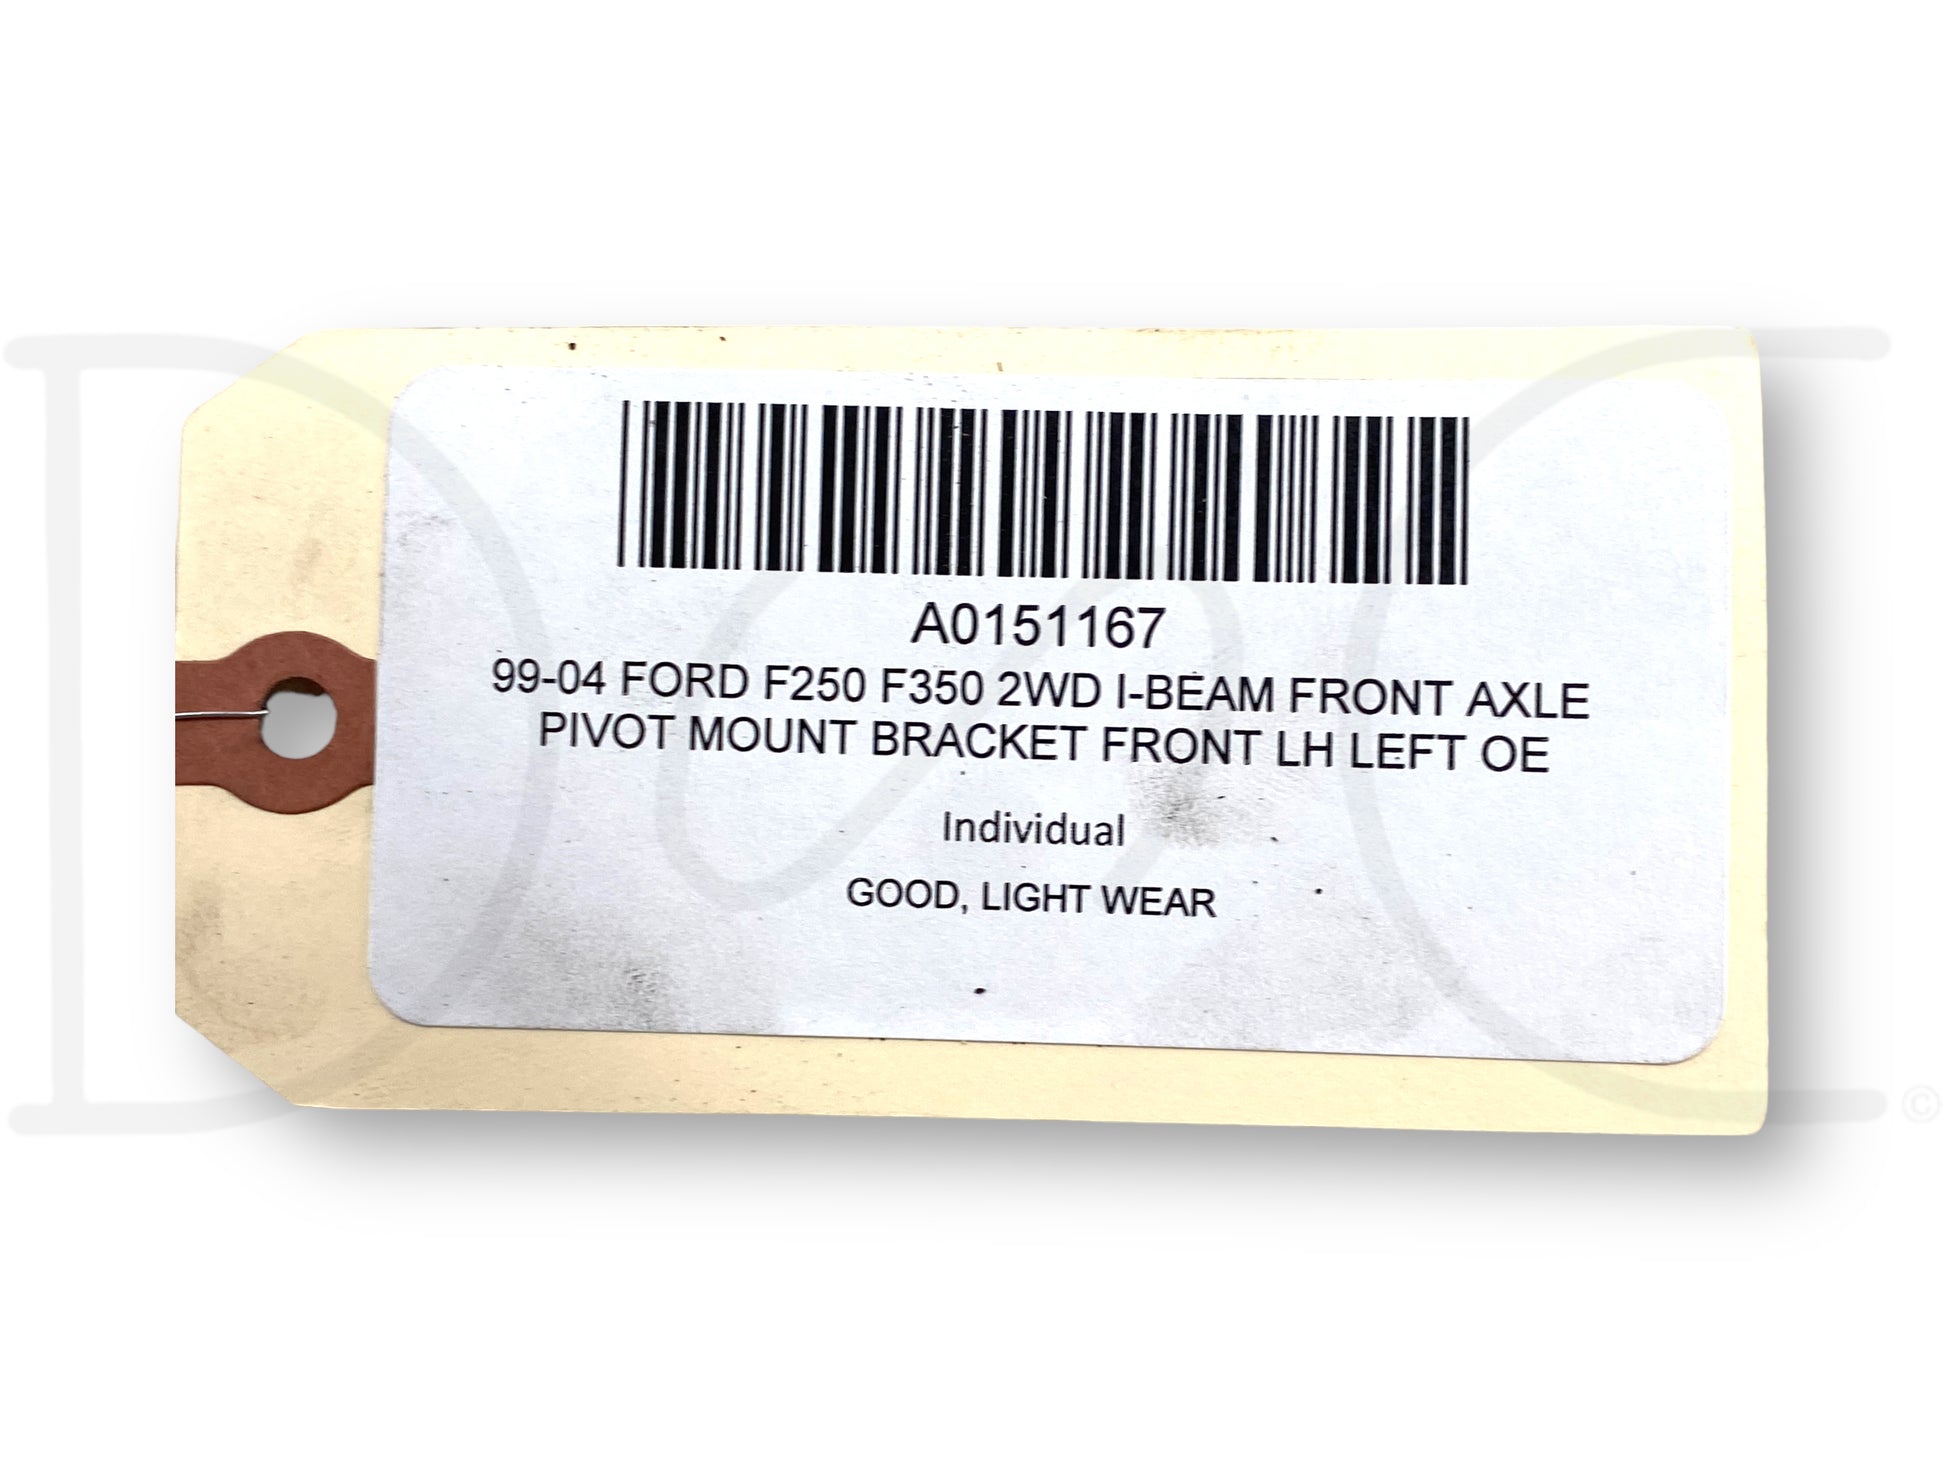 A0151167
99-04 FORD F250 F350 2WD I-BEAM FRONT AXLE
PIVOT MOUNT BRACKET FRONT LH LEFT OE
Individual
GOOD, LIGHT WEAR
©